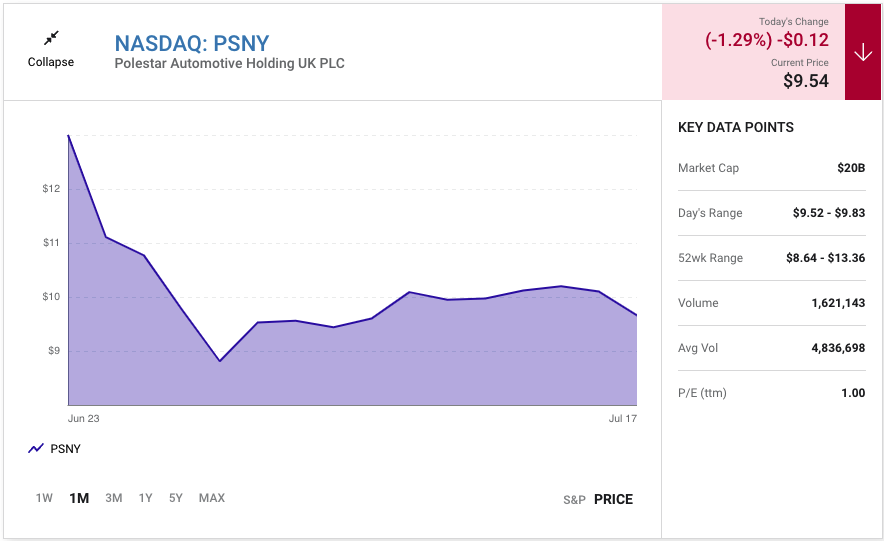 Collapse
NASDAQ: PSNY
Polestar Automotive Holding UK PLC
Today's Change
(-1.29%) -$0.12
Current Price
$9.54
$12
$11
$10
$9
Jun 23
Jul 17
PSNY
1W 1M 3M 1Y 5Y MAX
S&P PRICE
KEY DATA POINTS
Market Cap $20B
Day's Range $9.52 - $9.83
52wk Range $8.64 - $13.36
Volume 1,621,143
Avg Vol 4,836,698
P/E (ttm) 1.00